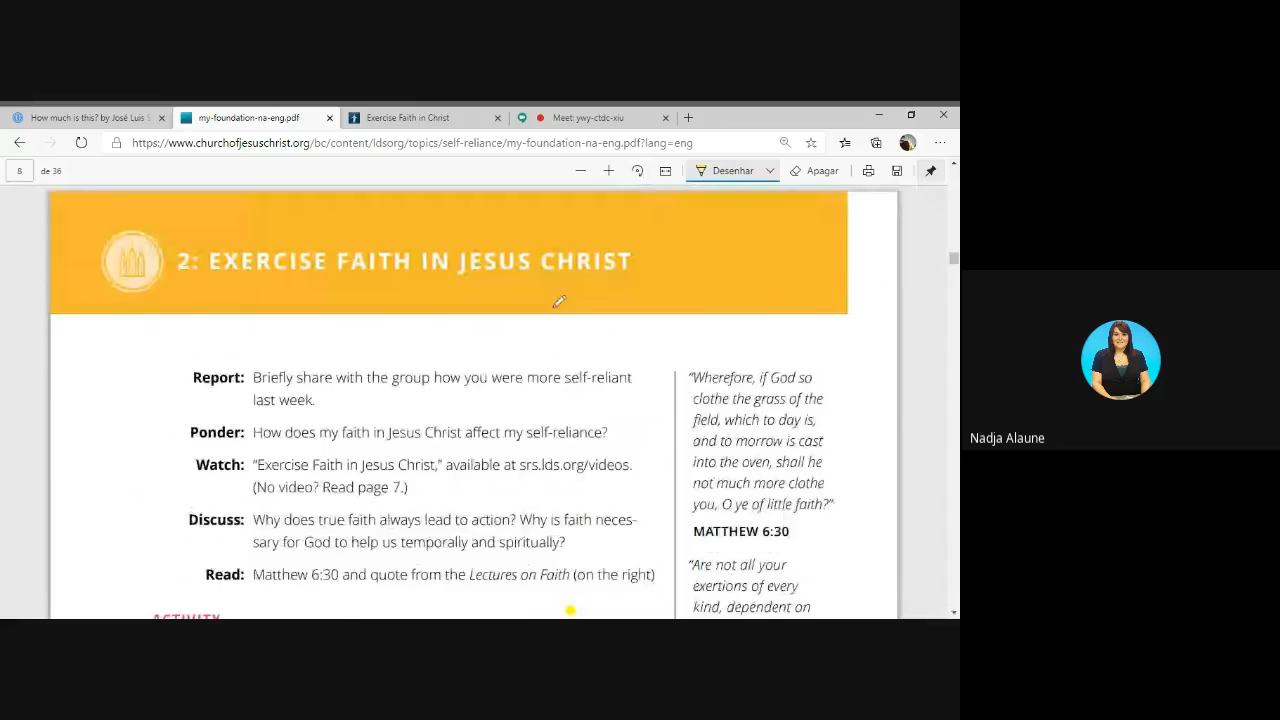 How much is this? by José Luis S
my-foundation-na-eng.pdf
Exercise Faith in Christ
Meet: ywy-ctdc-xiu
https://www.churchofjesuschrist.org/bc/content/ldsorg/topics/self-reliance/my-foundation-na-eng.pdf?lang=eng
8 de 36
Desenhar
Apagar
2: EXERCISE FAITH IN JESUS CHRIST
Report: Briefly share with the group how you were more self-reliant
last week.
Ponder: How does my faith in Jesus Christ affect my self-reliance?
Watch: “Exercise Faith in Jesus Christ,” available at srs.lds.org/videos.
(No video? Read page 7.)
Discuss: Why does true faith always lead to action? Why is faith neces-
sary for God to help us temporally and spiritually?
Read: Matthew 6:30 and quote from the Lectures on Faith (on the right)
ACTIVITY
“Wherefore, if God so
clothe the grass of the
field, which to day is,
and to morrow is cast
into the oven, shall he
not much more clothe
you, O ye of little faith?”
MATTHEW 6:30
“Are not all your
exertions of every
kind, dependent on
Nadja Alaune